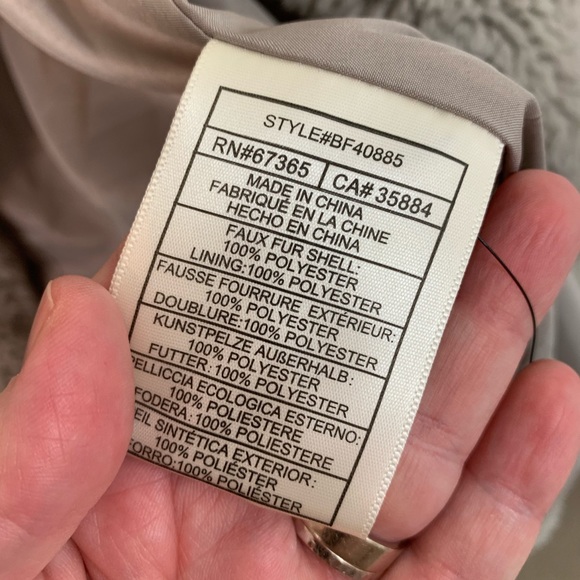 STYLE#BF40885
RN#67365 CA# 35884
MADE IN CHINA
FABRIQUÉ EN LA CHINE
HECHO EN CHINA
FAUX FUR SHELL:
100% POLYESTER
LINING:100% POLYESTER
FAUSSE FOURRURE EXTÉRIEUR:
100% POLYESTER
DOUBLURE:100% POLYESTER
KUNSTPELZE AUßERHALB:
100% POLYESTER
FUTTER:100% POLYESTER
PELLICCIA ECOLOGICA ESTERNO:
100% POLIESTERE
FODERA:100% POLIESTERE
SINTÉTICA EXTERIOR:
100% POLIÉSTER
FORRO:100% POLIÉSTER